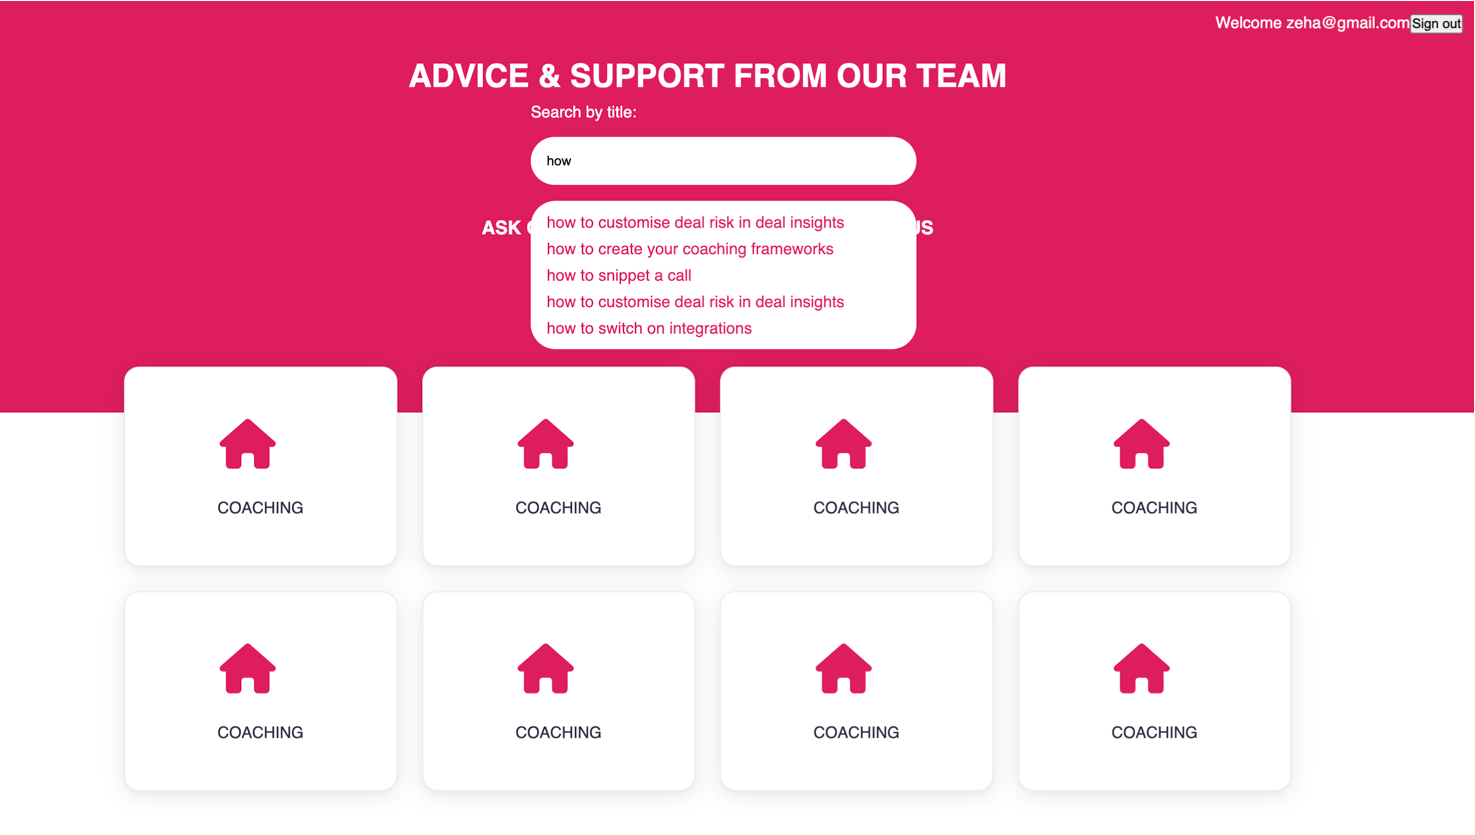 Welcome zeha@gmail.com Sign out
ADVICE & SUPPORT FROM OUR TEAM
Search by title:
how
ASK US
how to customise deal risk in deal insights
how to create your coaching frameworks
how to snippet a call
how to customise deal risk in deal insights
how to switch on integrations
COACHING COACHING COACHING COACHING
COACHING COACHING COACHING COACHING